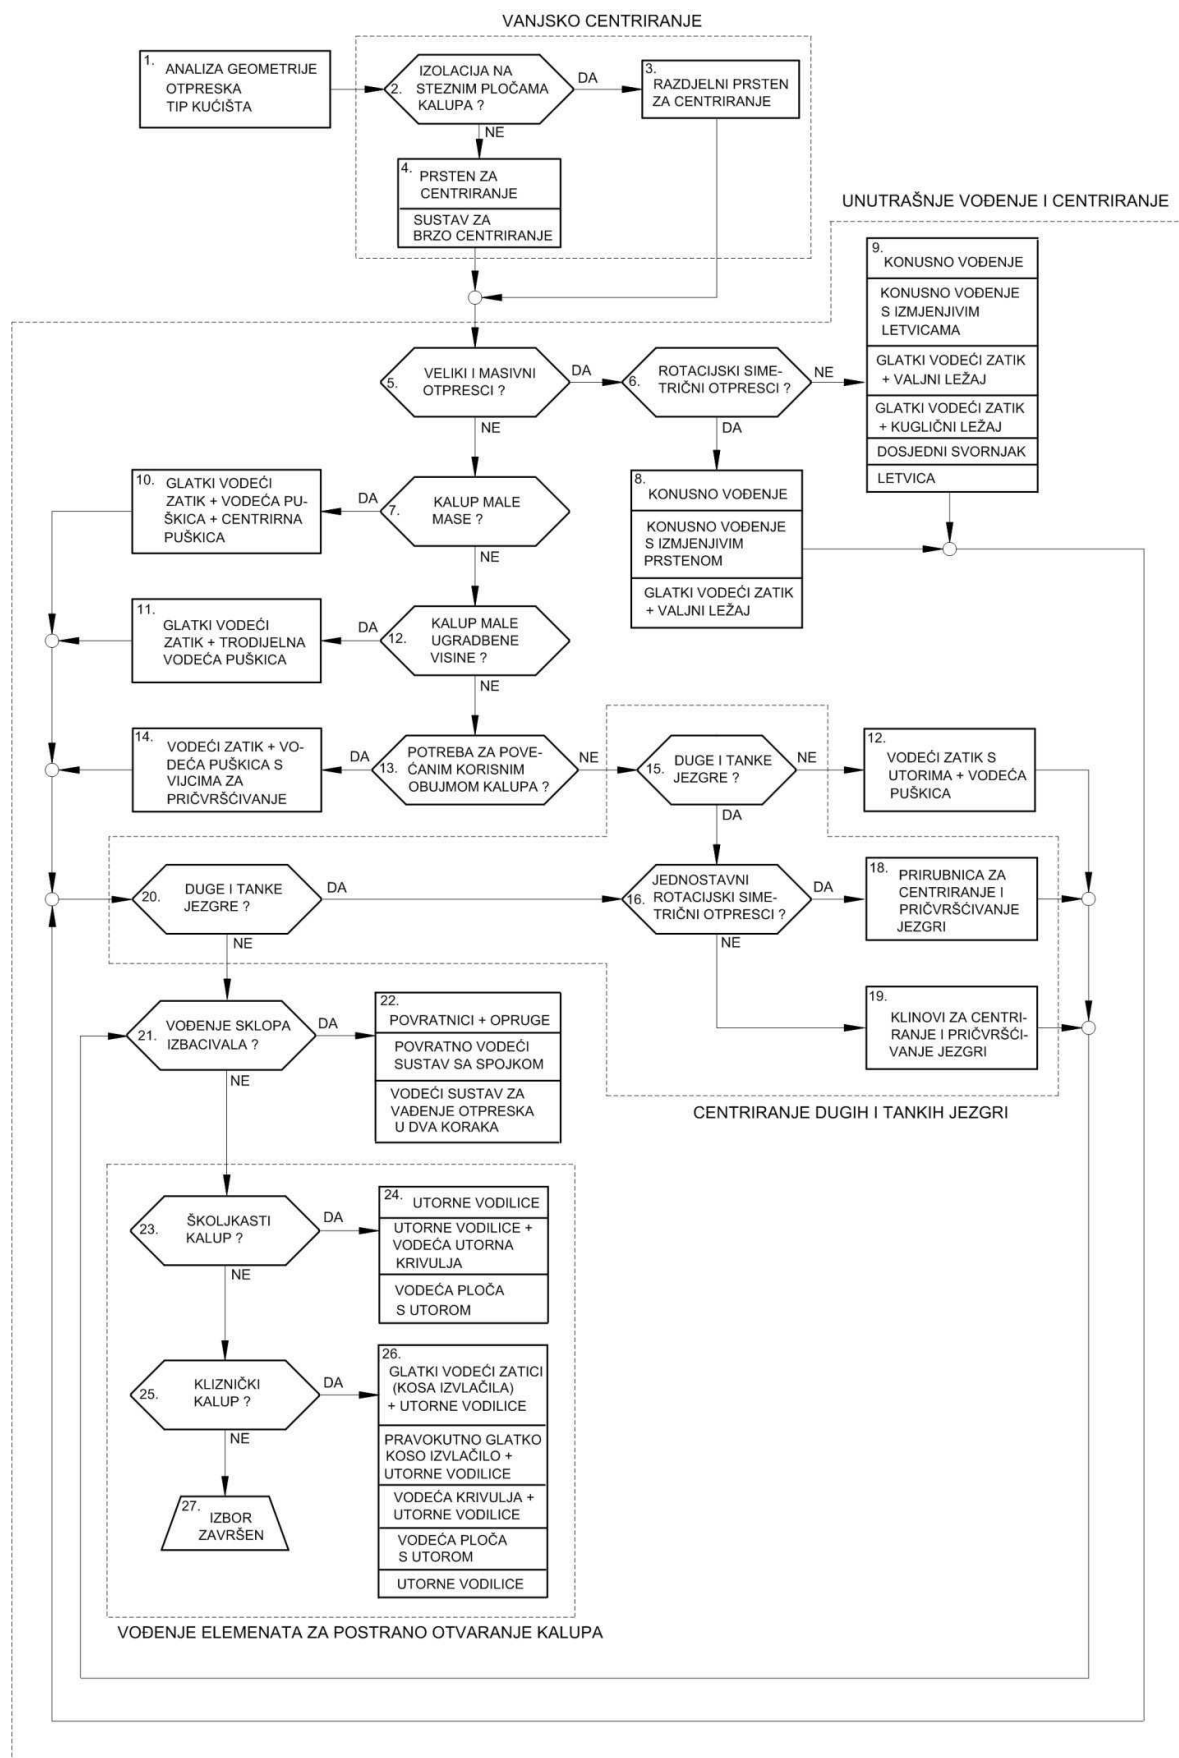 VANJSKO CENTRIRANJE
1.
ANALIZA GEOMETRIJE
OTPRESKA
TIP KUĆIŠTA
2.
IZOLACIJA NA
STEZNIM PLOČAMA
KALUPA ?
DA
3.
RAZDJELNI PRSTEN
ZA CENTRIRANJE
NE
4.
PRSTEN ZA
CENTRIRANJE
SUSTAV ZA
BRZO CENTRIRANJE
UNUTRAŠNJE VOĐENJE I CENTRIRANJE
5.
VELIKI I MASIVNI
OTPRESCI ?
DA
6.
ROTACIJSKI SIME-
TRIČNI OTPRESCI ?
NE
9.
KONUSNO VOĐENJE
KONUSNO VOĐENJE
S IZMJENJIVIM
LETVICAMA
GLATKI VODEĆI ZATIK
+ VALJNI LEŽAJ
GLATKI VODEĆI ZATIK
+ KUGLIČNI LEŽAJ
DOSJEDNI SVORNJAK
LETVICA
NE
DA
10.
GLATKI VODEĆI
ZATIK + VODEĆA PU-
ŠKICA + CENTRIRNA
PUŠKICA
DA
7.
KALUP MALE
MASE ?
8.
KONUSNO VOĐENJE
KONUSNO VOĐENJE
S IZMJENJIVIM
PRSTENOM
GLATKI VODEĆI ZATIK
+ VALJNI LEŽAJ
NE
11.
GLATKI VODEĆI
ZATIK + TRODIJELNA
VODEĆA PUŠKICA
DA
12.
KALUP MALE
UGRADBENE
VISINE ?
NE
14.
VODEĆI ZATIK + VO-
DEĆA PUŠKICA S
VIJCIMA ZA
PRIČVRŠĆIVANJE
DA
13.
POTREBA ZA POVE-
ĆANIM KORISNIM
OBUJMOM KALUPA ?
NE
15.
DUGE I TANKE
JEZGRE ?
NE
12.
VODEĆI ZATIK S
UTORIMA + VODEĆA
PUŠKICA
DA
20.
DUGE I TANKE
JEZGRE ?
DA
16.
JEDNOSTAVNI
ROTACIJSKI SIME-
TRIČNI OTPRESCI ?
DA
18.
PRIRUBNICA ZA
CENTRIRANJE I
PRIČVRŠĆIVANJE
JEZGRI
NE
NE
19.
KLINOVI ZA CENTRI-
RANJE I PRIČVRŠĆI-
VANJE JEZGRI
21.
VOĐENJE SKLOPA
IZBACIVALA ?
DA
22.
POVRATNICI + OPRUGE
POVRATNO VODEĆI
SUSTAV SA SPOJKOM
VODEĆI SUSTAV ZA
VAĐENJE OTPRESKA
U DVA KORAKA
NE
CENTRIRANJE DUGIH I TANKIH JEZGRI
23.
ŠKOLJKASTI
KALUP ?
DA
24.
UTORNE VODILICE
UTORNE VODILICE +
VODEĆA UTORNA
KRIVULJA
VODEĆA PLOČA
S UTOROM
NE
25.
KLIZNIČKI
KALUP ?
DA
26.
GLATKI VODEĆI ZATICI
(KOSA IZVLAČILA)
+ UTORNE VODILICE
PRAVOKUTNO GLATKO
KOSO IZVLAČILO +
UTORNE VODILICE
VODEĆA KRIVULJA +
UTORNE VODILICE
VODEĆA PLOČA
S UTOROM
UTORNE VODILICE
NE
27.
IZBOR
ZAVRŠEN
VOĐENJE ELEMENATA ZA POSTRANO OTVARANJE KALUPA